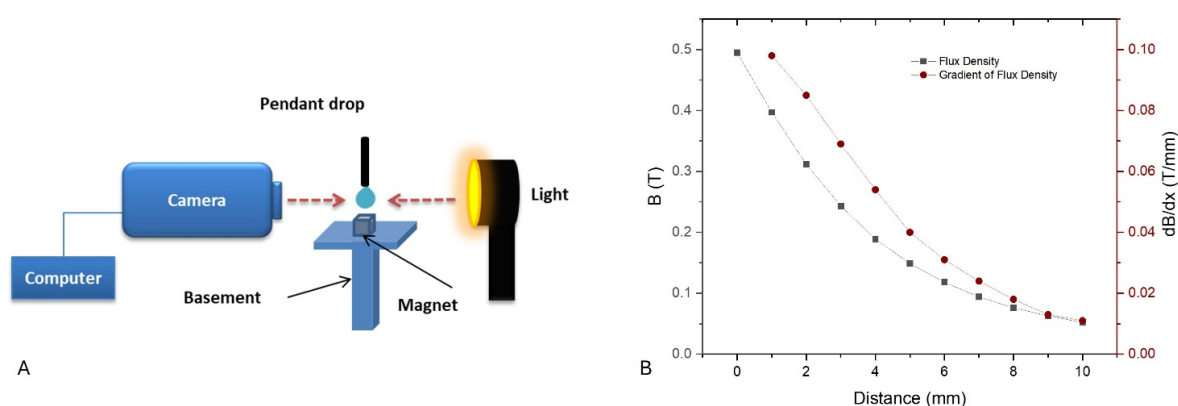 Pendant drop
Camera
Light
Computer
Basement
Magnet
A
0.5
0.4
0.3
0.2
0.1
0.0
B (T)
Flux Density
Gradient of Flux Density
0.10
0.08
0.06
0.04
0.02
0.00
dB/dx (T/mm)
0 2 4 6 8 10
Distance (mm)
B